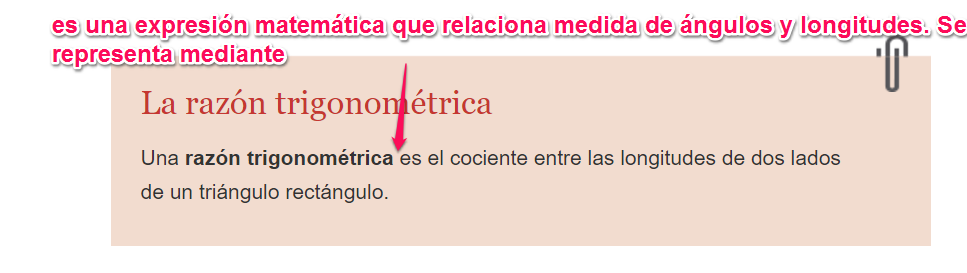 es una expresión matemática que relaciona medida de ángulos y longitudes. Se
representa mediante
La razón trigonométrica
Una razón trigonométrica es el cociente entre las longitudes de dos lados
de un triángulo rectángulo.